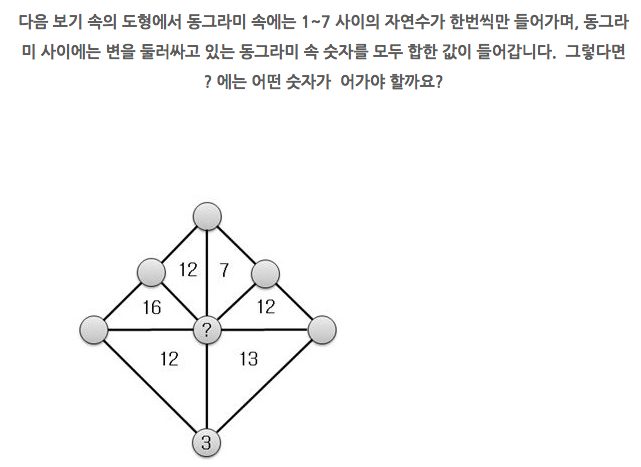 다음 보기 속의 도형에서 동그라미 속에는 1~7 사이의 자연수가 한번씩만 들어가며, 동그라
미 사이에는 변을 둘러싸고 있는 동그라미 속 숫자를 모두 합한 값이 들어갑니다. 그렇다면
? 에는 어떤 숫자가 어가야 할까요?
12 7
16 12
?
12 13
3